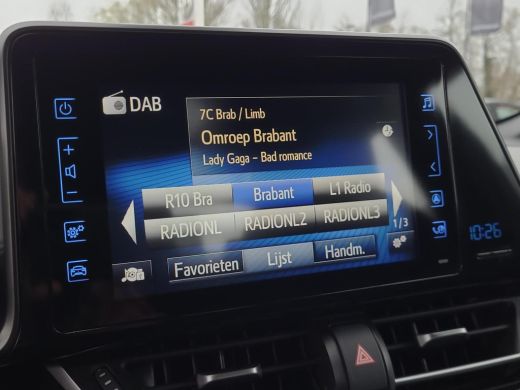 DAB
7C Brab / Limb
Omroep Brabant
Lady Gaga – Bad romance
R10 Bra
Brabant
L1 Radio
RADIONL
RADIONL2
RADIONL3
1/3
Favorieten
Lijst
Handm.
10:26